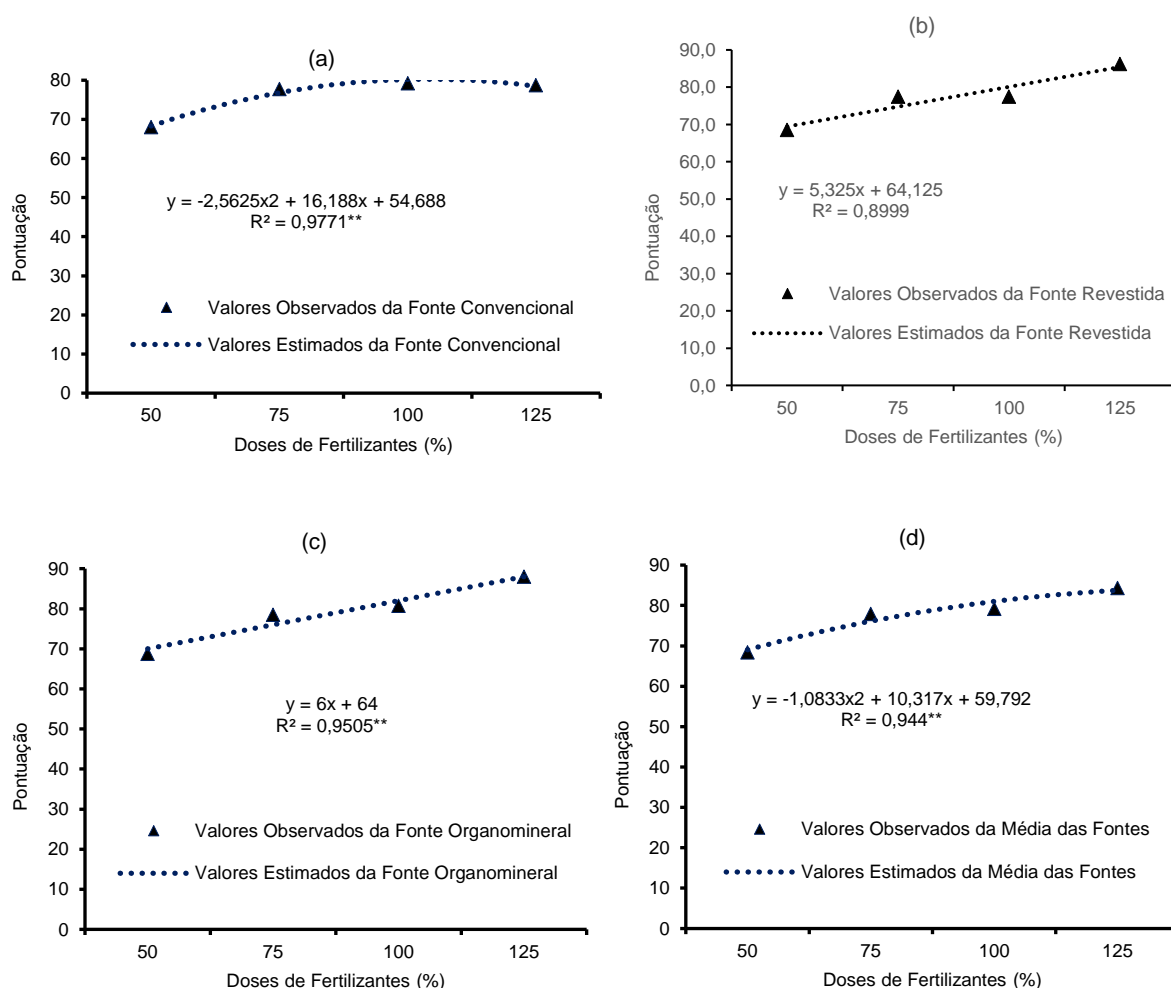 (a)
80
70
60
50
40
30
20
10
0
Pontuação
y = -2,5625x2 + 16,188x + 54,688
R² = 0,9771**
Valores Observados da Fonte Convencional
Valores Estimados da Fonte Convencional
50 75 100 125
Doses de Fertilizantes (%)
(b)
90,0
80,0
70,0
60,0
50,0
40,0
30,0
20,0
10,0
0,0
Pontuação
y = 5,325x + 64,125
R² = 0,8999
Valores Observados da Fonte Revestida
Valores Estimados da Fonte Revestida
50 75 100 125
Doses de Fertilizantes (%)
(c)
90
80
70
60
50
40
30
20
10
0
Pontuação
y = 6x + 64
R² = 0,9505**
Valores Observados da Fonte Organomineral
Valores Estimados da Fonte Organomineral
50 75 100 125
Doses de Fertilizantes (%)
(d)
90
80
70
60
50
40
30
20
10
0
Pontuação
y = -1,0833x2 + 10,317x + 59,792
R² = 0,944**
Valores Observados da Média das Fontes
Valores Estimados da Média das Fontes
50 75 100 125
Doses de Fertilizantes (%)